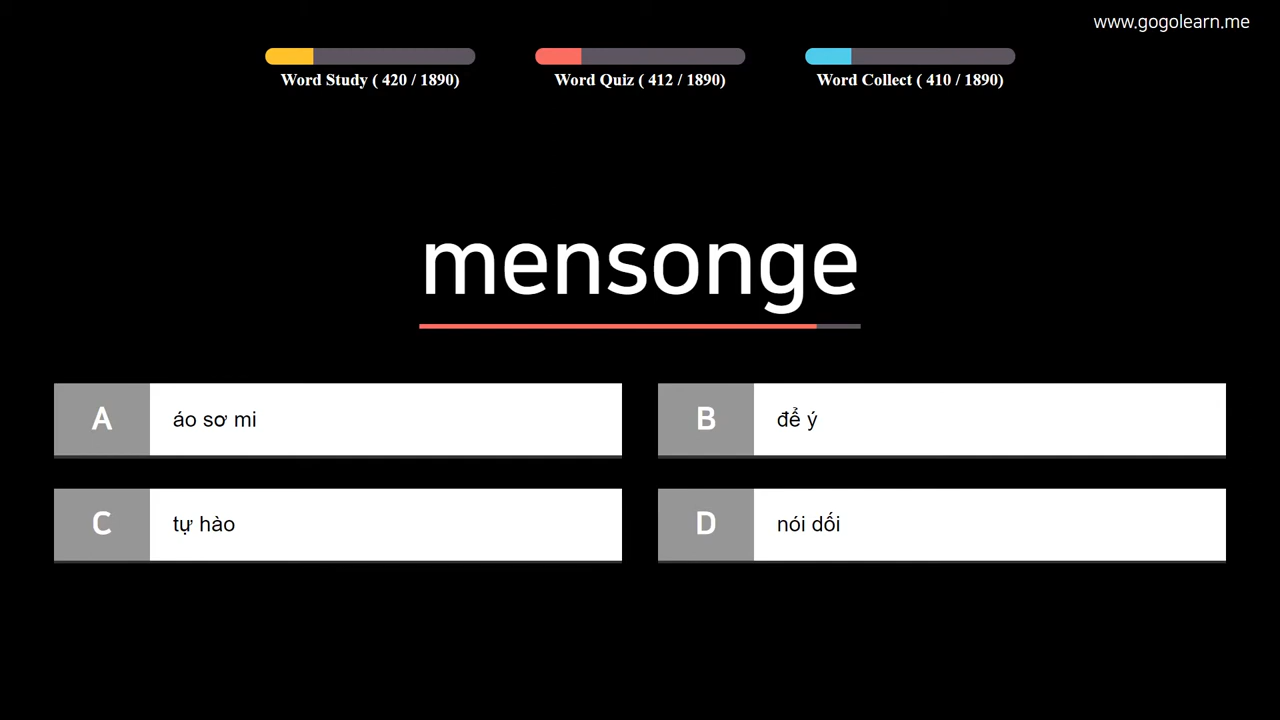 www.gogolearn.me
Word Study ( 420 / 1890)
Word Quiz ( 412 / 1890)
Word Collect ( 410 / 1890)
mensonge
A áo sơ mi
B để ý
C tự hào
D nói dối